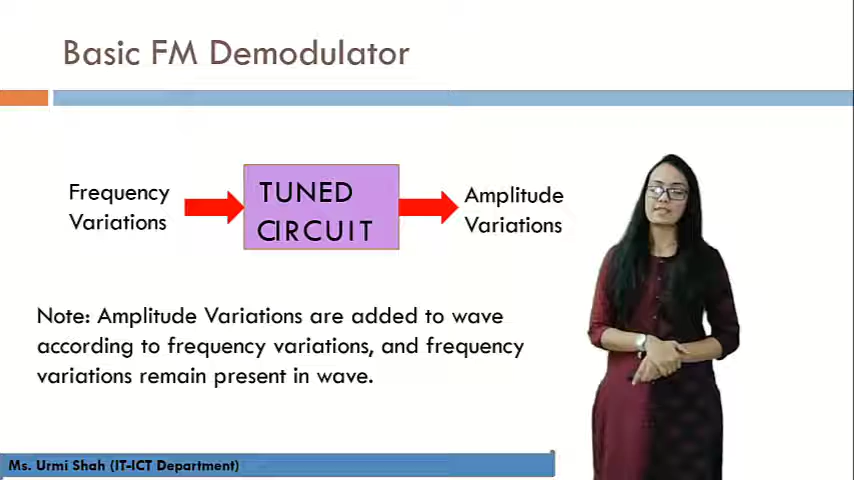 Basic FM Demodulator
Frequency
Variations
TUNED
CIRCUIT
Amplitude
Variations
Note: Amplitude Variations are added to wave
according to frequency variations, and frequency
variations remain present in wave.
Ms. Urmi Shah (IT-ICT Department)